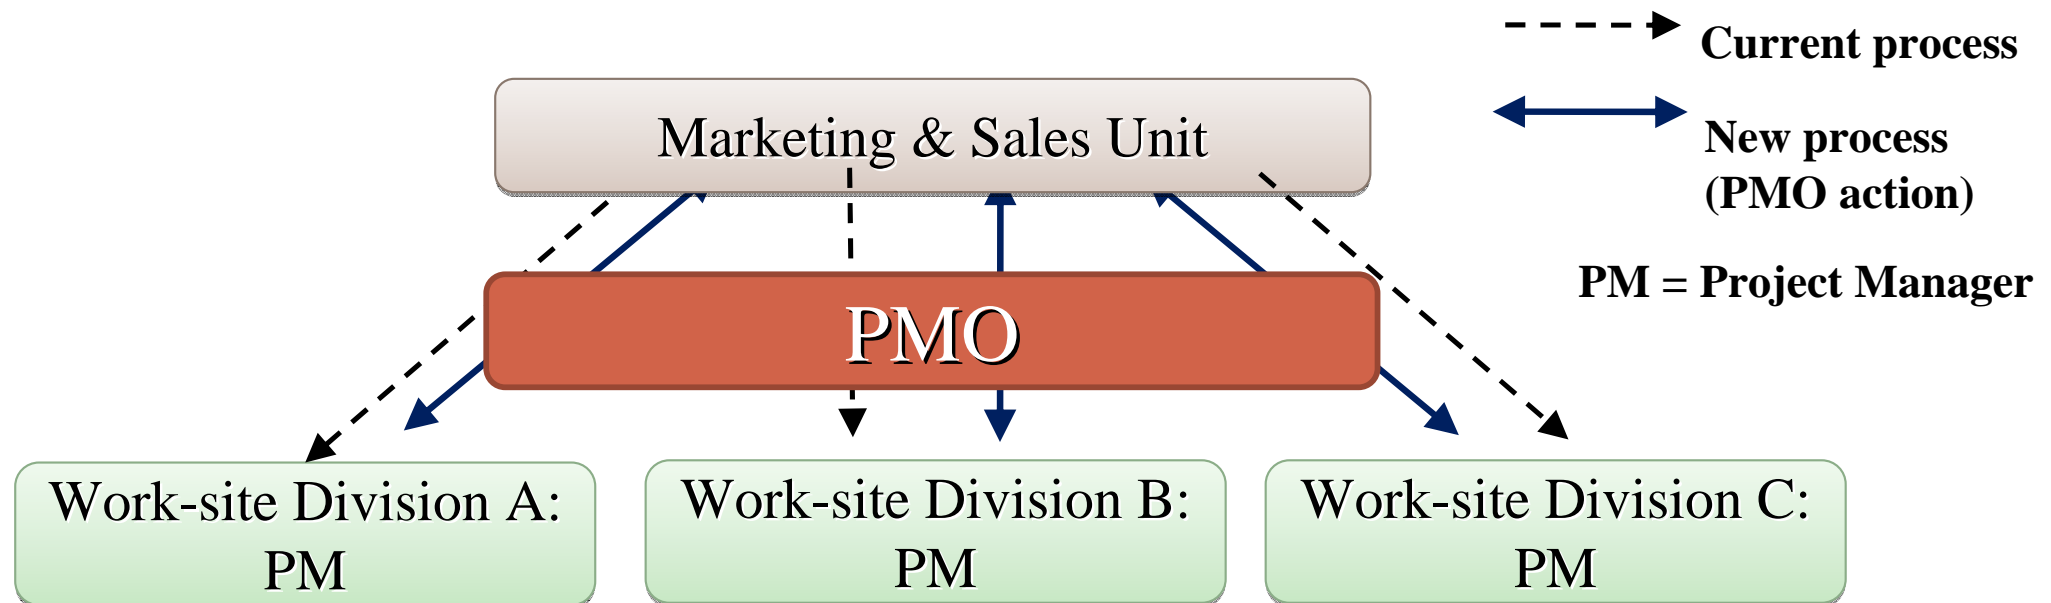 Current process
Marketing & Sales Unit
New process
(PMO action)
PM = Project Manager
PMO
Work-site Division A:
PM
Work-site Division B:
PM
Work-site Division C:
PM